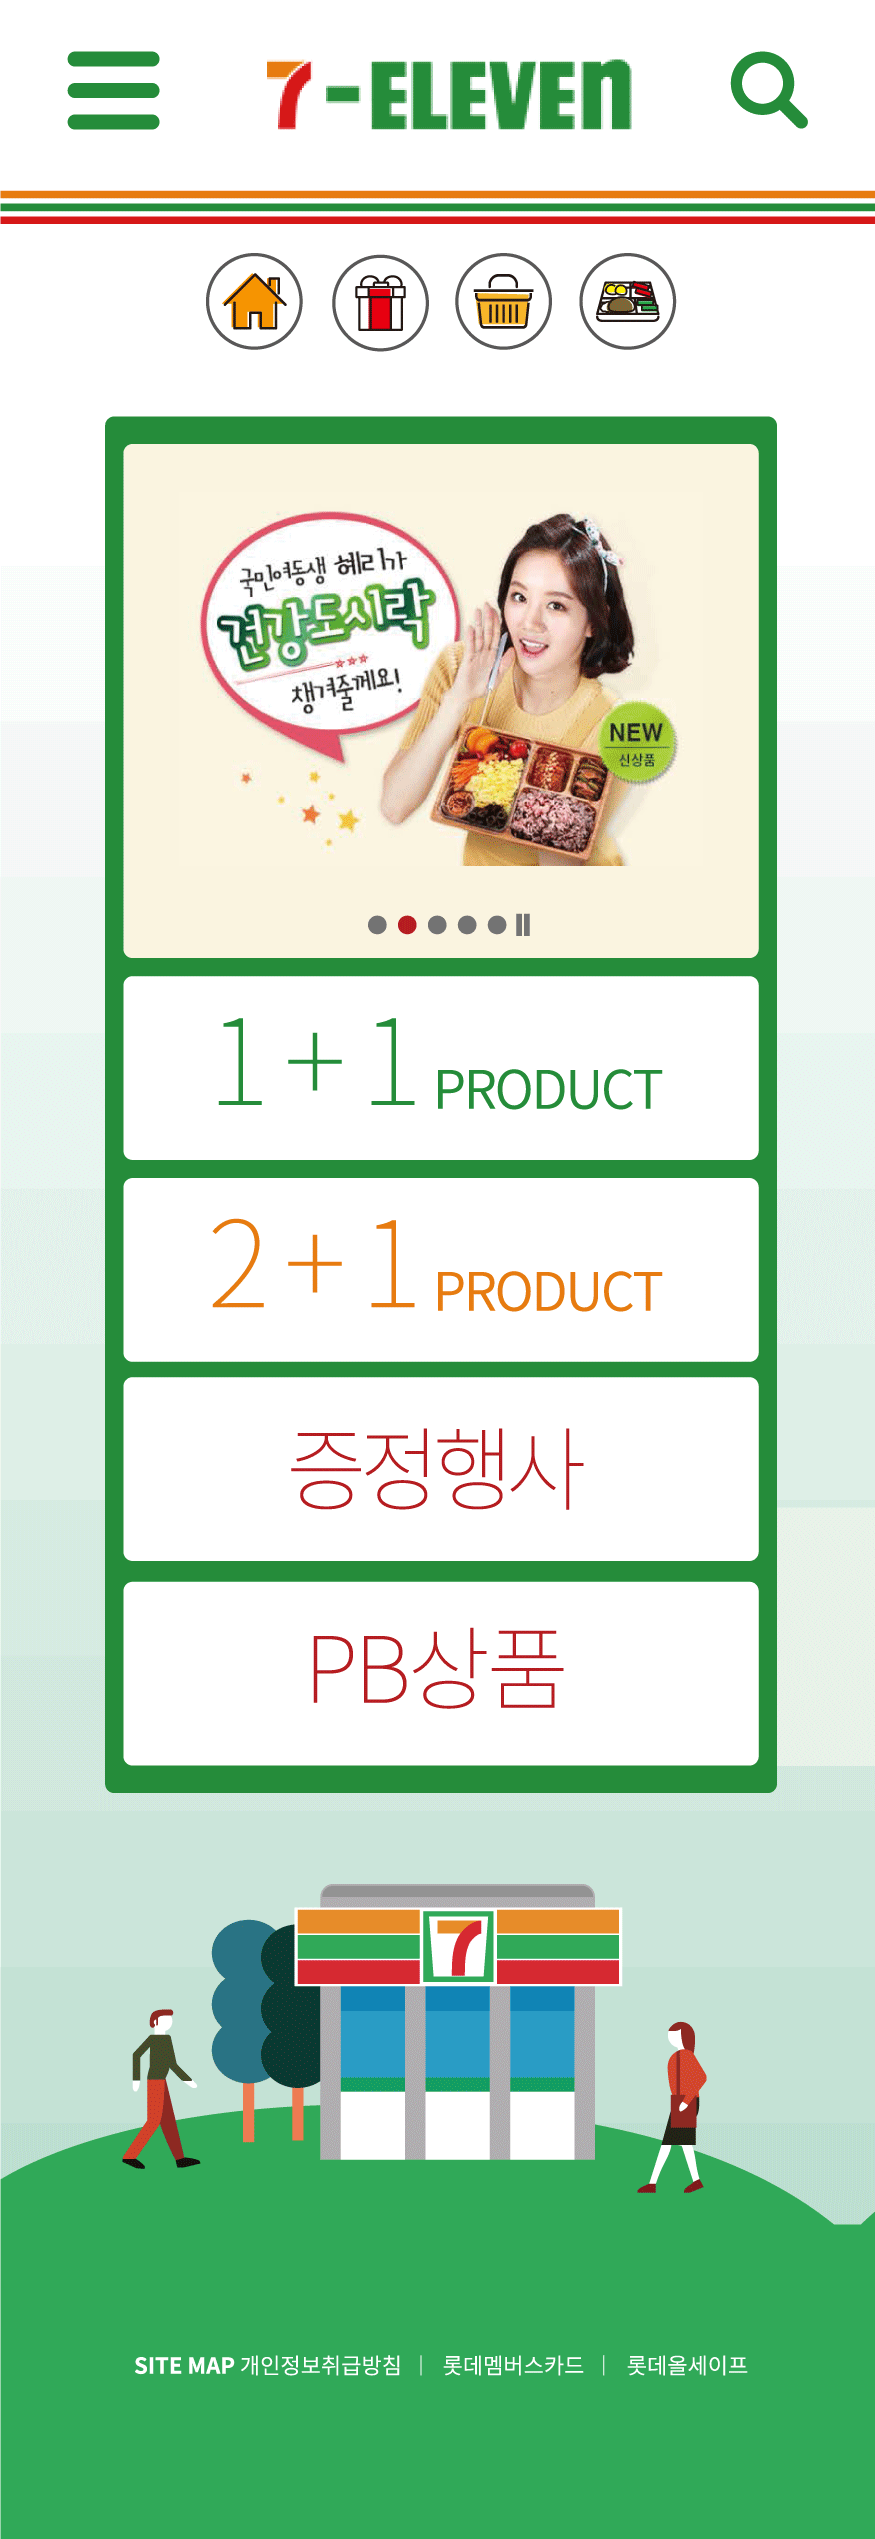 7-ELEVEn
국민여동생 혜리가
건강도시락
챙겨줄께요!
NEW
신상품
1+1 PRODUCT
2+1 PRODUCT
증정행사
PB상품
7
SITE MAP 개인정보취급방침 | 롯데멤버스카드 | 롯데올세이프